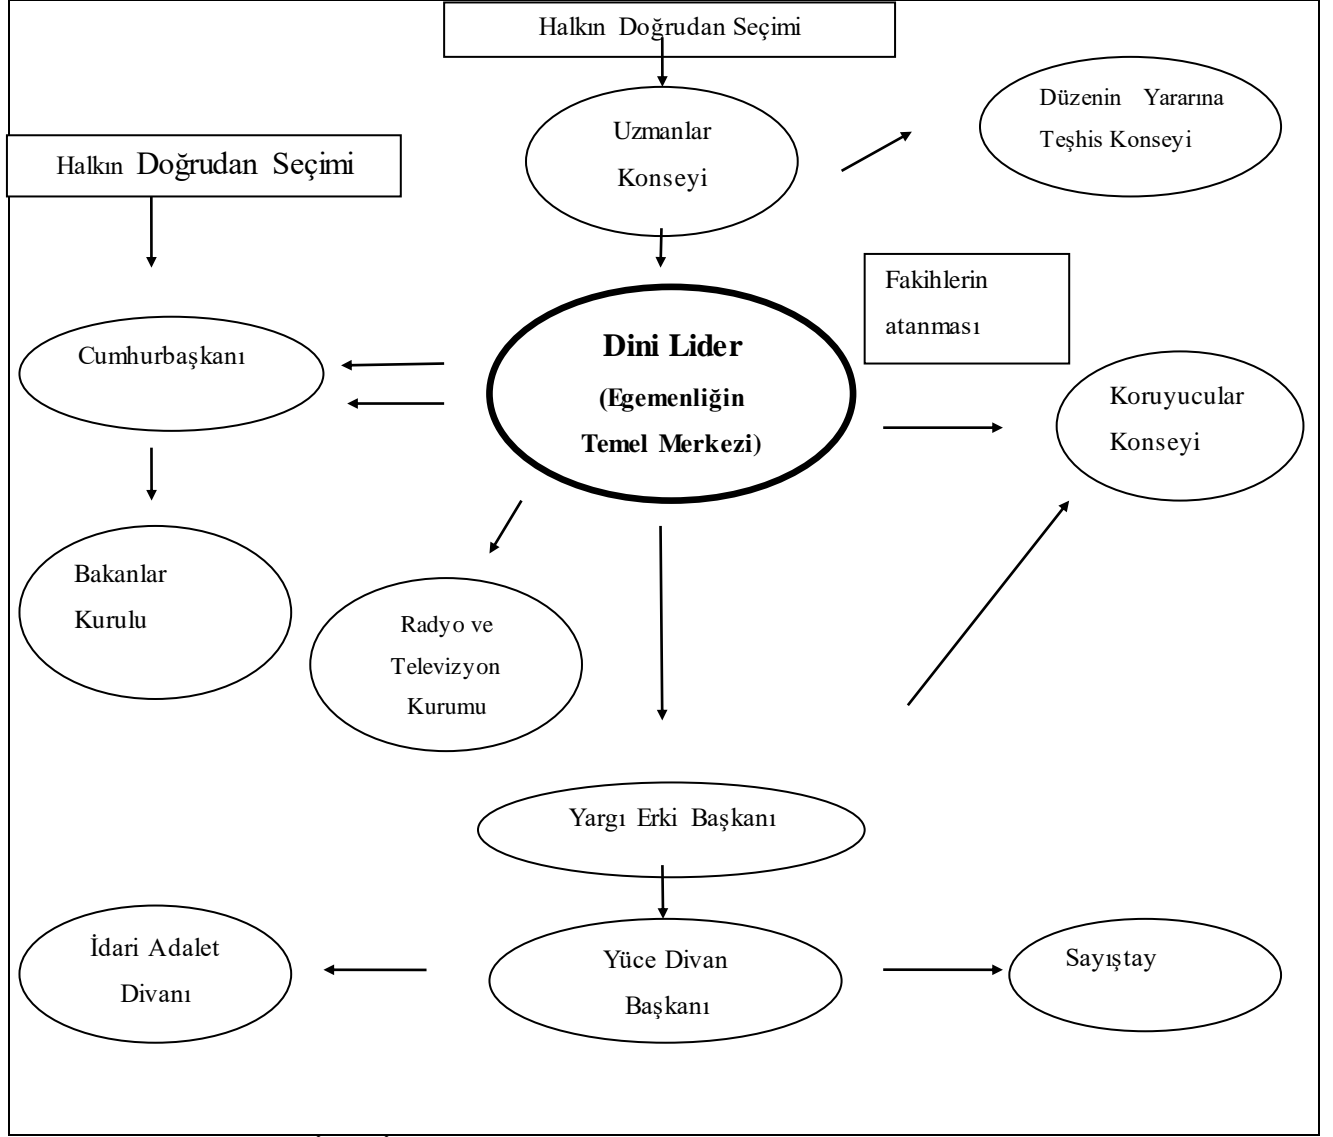 Halkın Doğrudan Seçimi
Uzmanlar
Konseyi
Düzenin Yararına
Teşhis Konseyi
Halkın Doğrudan Seçimi
Fakihlerin
atanması
Dini Lider
(Egemenliğin
Temel Merkezi)
Cumhurbaşkanı
Koruyucular
Konseyi
Bakanlar
Kurulu
Radyo ve
Televizyon
Kurumu
Yargı Erki Başkanı
İdari Adalet
Divanı
Yüce Divan
Başkanı
Sayıştay